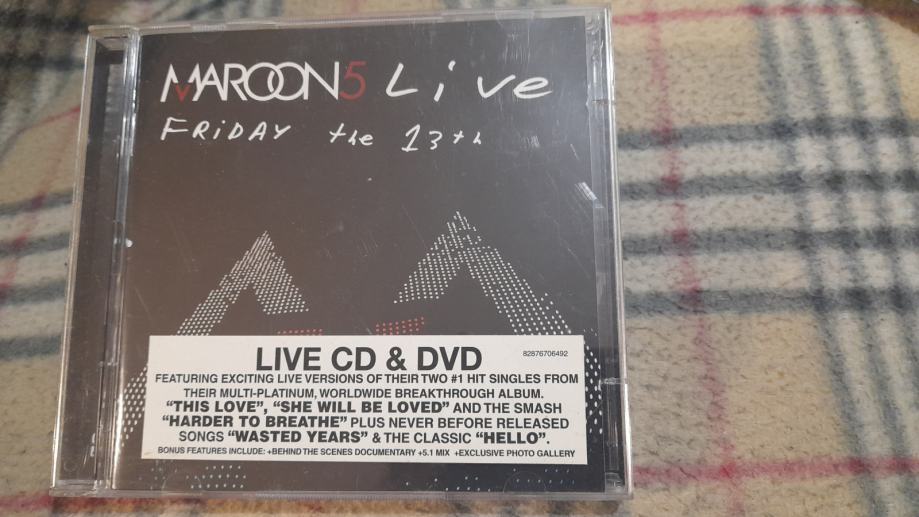 MAROON5 Live
FRiDAY the 13th
LIVE CD & DVD
82876706492
FEATURING EXCITING LIVE VERSIONS OF THEIR TWO #1 HIT SINGLES FROM
THEIR MULTI-PLATINUM, WORLDWIDE BREAKTHROUGH ALBUM.
"THIS LOVE", "SHE WILL BE LOVED" AND THE SMASH
"HARDER TO BREATHE" PLUS NEVER BEFORE RELEASED
SONGS "WASTED YEARS" & THE CLASSIC "HELLO".
BONUS FEATURES INCLUDE: +BEHIND THE SCENES DOCUMENTARY +5.1 MIX +EXCLUSIVE PHOTO GALLERY